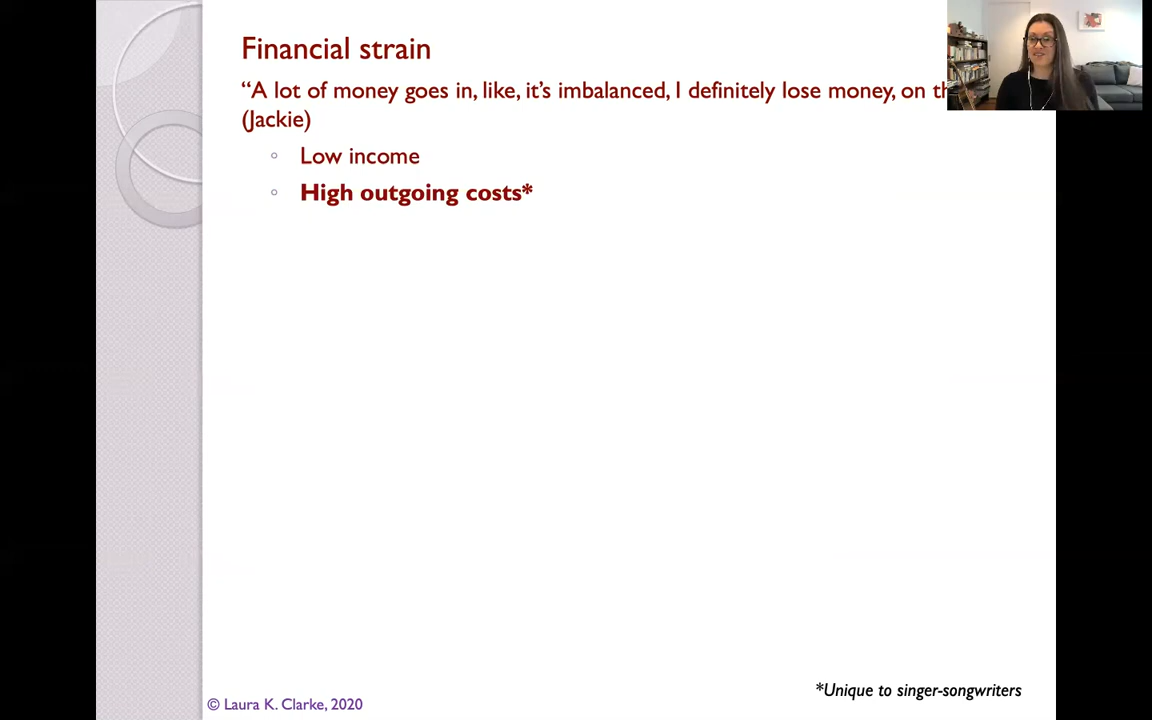 Financial strain
“A lot of money goes in, like, it’s imbalanced, I definitely lose money, on
(Jackie)
◦ Low income
◦ High outgoing costs*
*Unique to singer-songwriters
© Laura K. Clarke, 2020